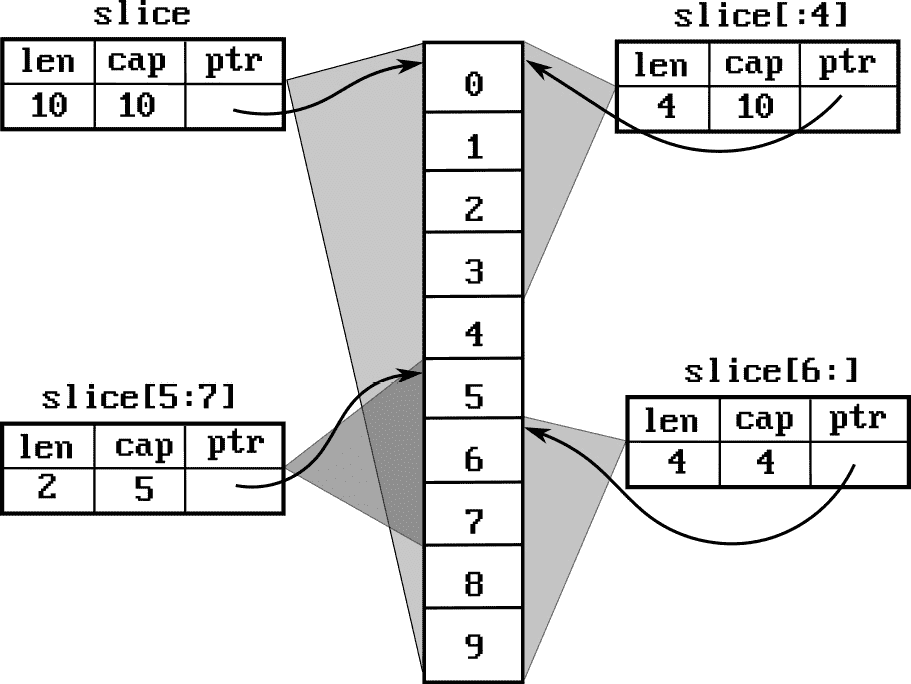 slice
len cap ptr
10 10
slice[:4]
len cap ptr
4 10
0
1
2
3
4
5
6
7
8
9
slice[5:7]
len cap ptr
2 5
slice[6:]
len cap ptr
4 4